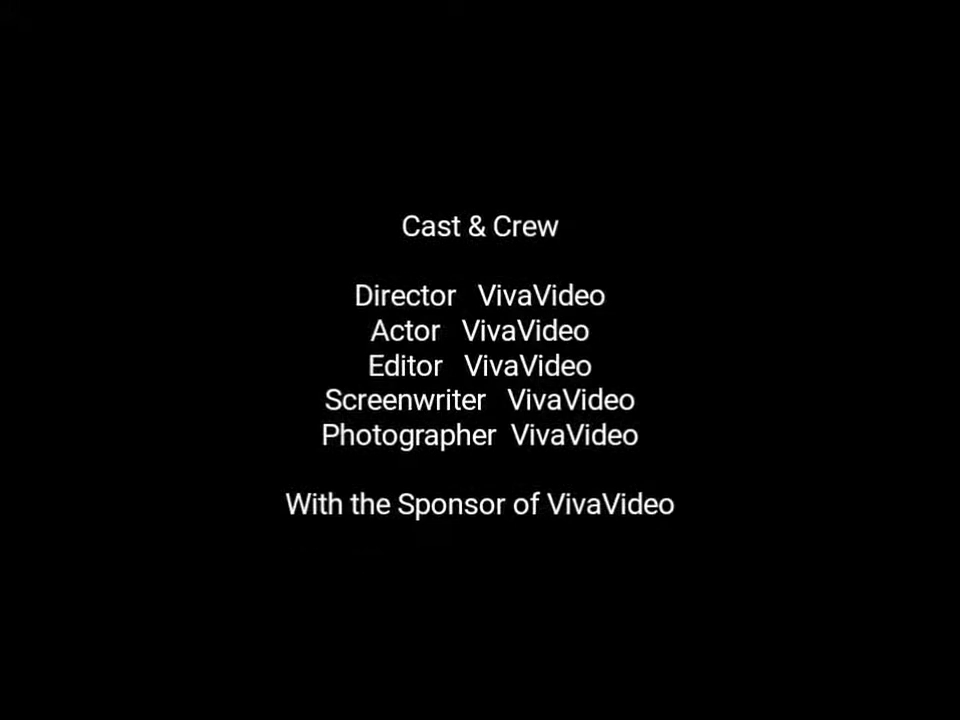 Cast & Crew
Director VivaVideo
Actor VivaVideo
Editor VivaVideo
Screenwriter VivaVideo
Photographer VivaVideo
With the Sponsor of VivaVideo